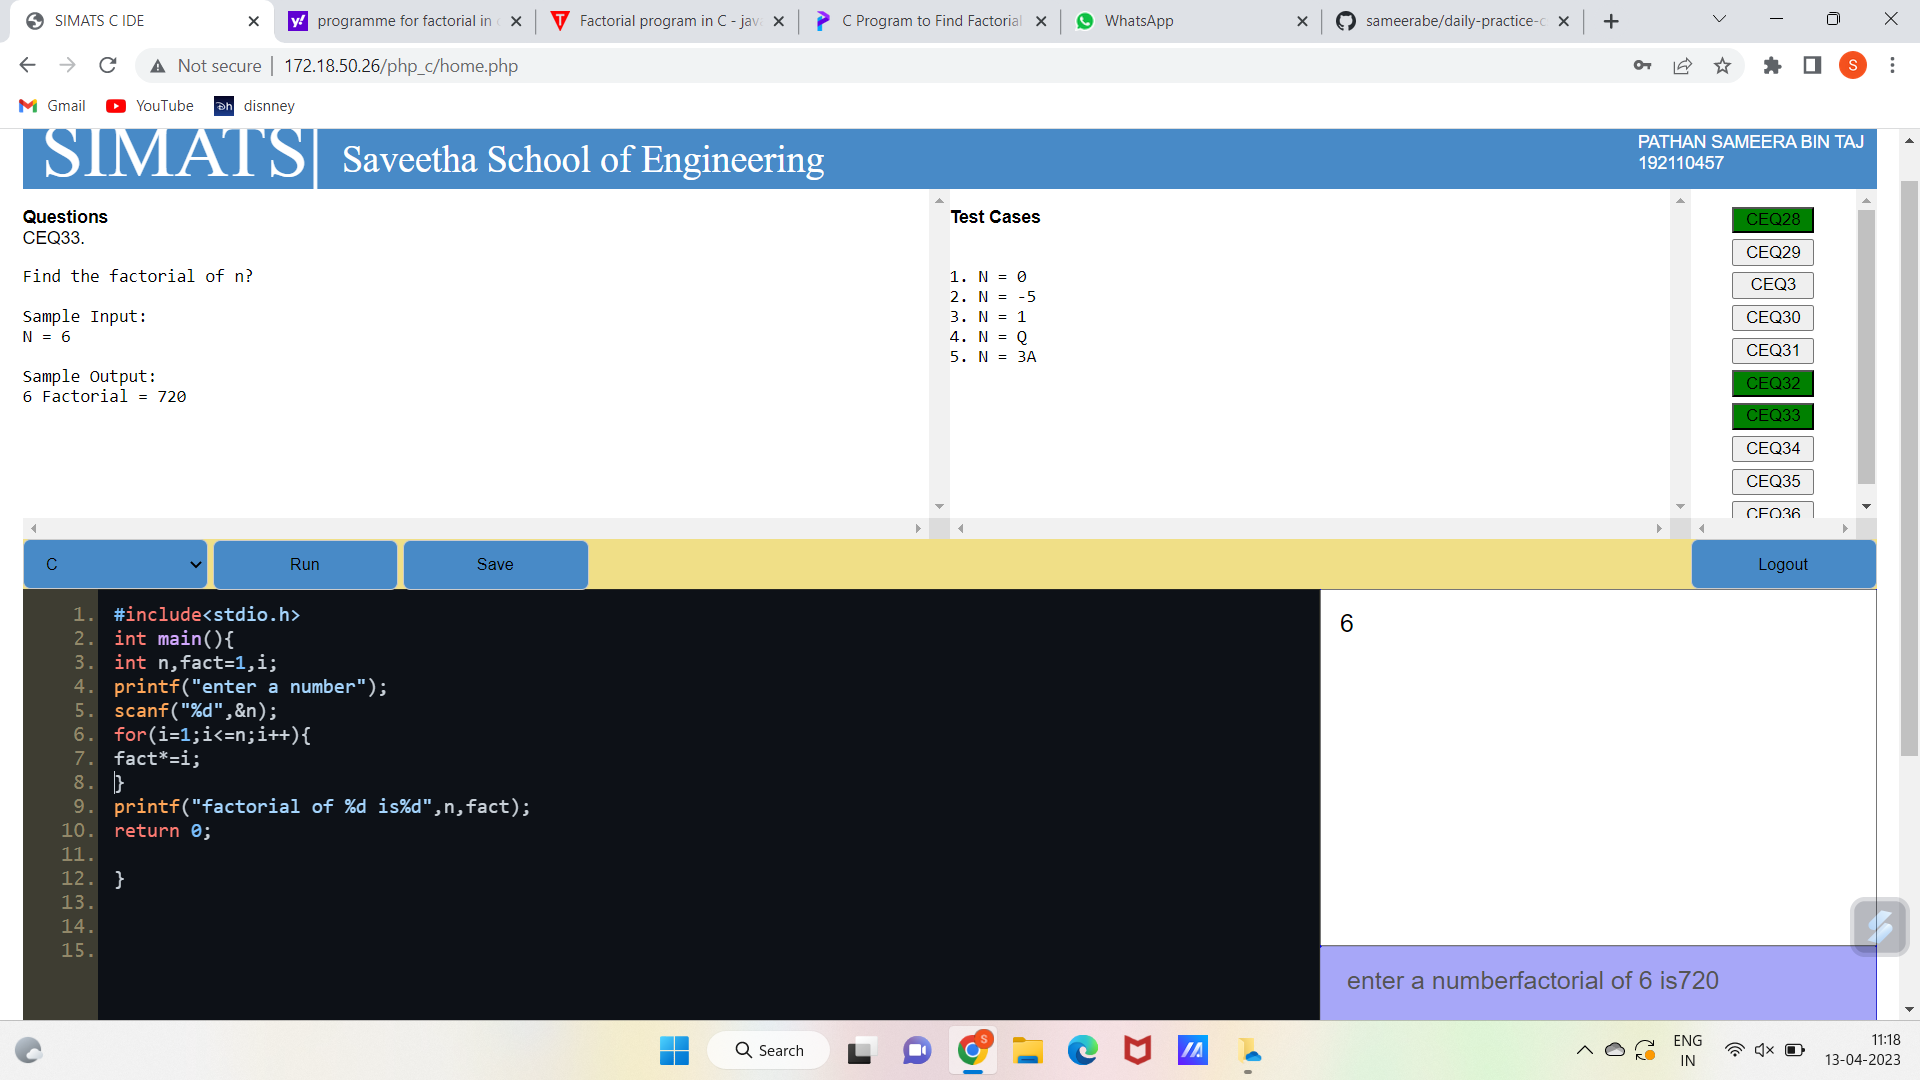 SIMATS C IDE
programme for factorial in
Factorial program in C - jav
C Program to Find Factorial
WhatsApp
sameerabe/daily-practice-c
Not secure
172.18.50.26/php_c/home.php
S
Gmail
YouTube
disnney
SIMATS
Saveetha School of Engineering
PATHAN SAMEERA BIN TAJ
192110457
Questions
CEQ33.
Find the factorial of n?
Sample Input:
N = 6
Sample Output:
6 Factorial = 720
Test Cases
1. N = 0
2. N = -5
3. N = 1
4. N = Q
5. N = 3A
CEQ28
CEQ29
CEQ3
CEQ30
CEQ31
CEQ32
CEQ33
CEQ34
CEQ35
CEQ36
C
Run
Save
Logout
1. #include<stdio.h>
2. int main(){
3. int n,fact=1,i;
4. printf("enter a number");
5. scanf("%d",&n);
6. for(i=1;i<=n;i++){
7. fact*=i;
8. }
9. printf("factorial of %d is%d",n,fact);
10. return 0;
11.
12. }
13.
14.
15.
6
enter a numberfactorial of 6 is720
Search
S
ENG
IN
11:18
13-04-2023